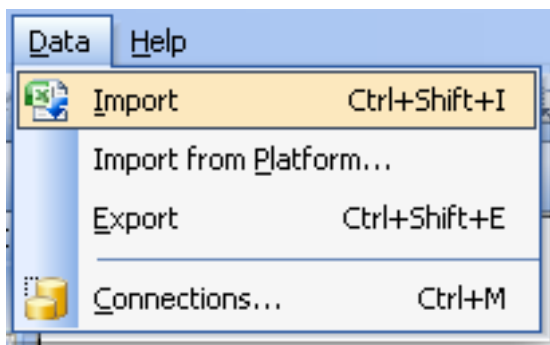 Data Help
Import Ctrl+Shift+I
Import from Platform...
Export Ctrl+Shift+E
Connections... Ctrl+M